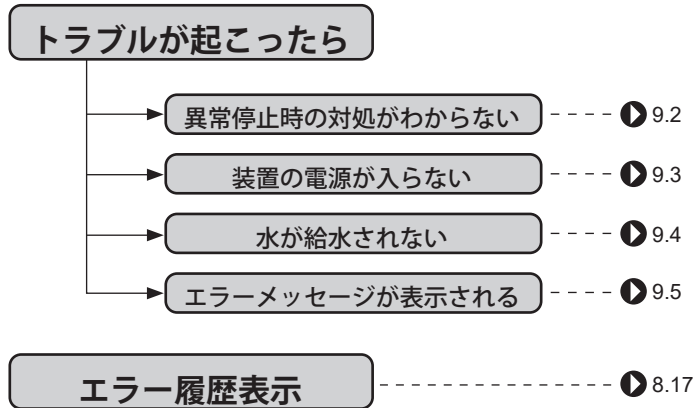 トラブルが起こったら
異常停止時の対処がわからない 9.2
装置の電源が入らない 9.3
水が給水されない 9.4
エラーメッセージが表示される 9.5
エラー履歴表示 8.17